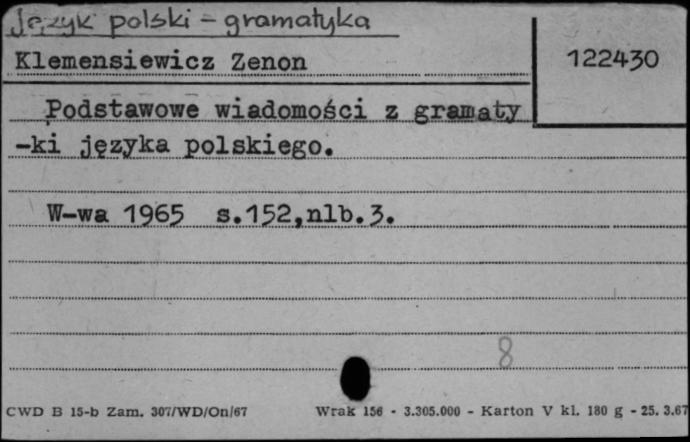 Język polski - gramatyka
Klemensiewicz Zenon
122430
Podstawowe wiadomości z gramaty
-ki języka polskiego.
W-wa 1965 s.152,nlb.3.
8
CWD B 15-b Zam. 307/WD/On/67 Wrak 156 - 3.305.000 - Karton V kl. 180 g - 25. 3.67